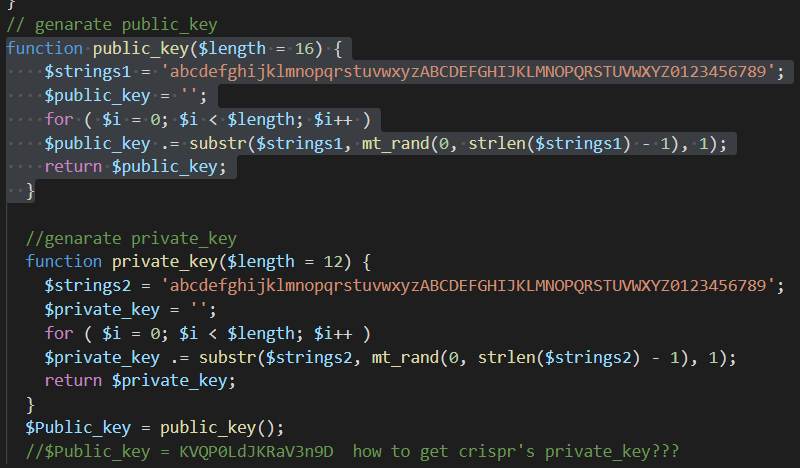 }
// genarate public_key
function public_key($length = 16) {
$strings1 = 'abcdefghijklmnopqrstuvwxyzABCDEFGHIJKLMNOPQRSTUVWXYZ0123456789';
$public_key = '';
for ( $i = 0; $i < $length; $i++ )
$public_key .= substr($strings1, mt_rand(0, strlen($strings1) - 1), 1);
return $public_key;
}
//genarate private_key
function private_key($length = 12) {
$strings2 = 'abcdefghijklmnopqrstuvwxyzABCDEFGHIJKLMNOPQRSTUVWXYZ0123456789';
$private_key = '';
for ( $i = 0; $i < $length; $i++ )
$private_key .= substr($strings2, mt_rand(0, strlen($strings2) - 1), 1);
return $private_key;
}
$Public_key = public_key();
//$Public_key = KVQP0LdJKRaV3n9D  how to get crispr's private_key???